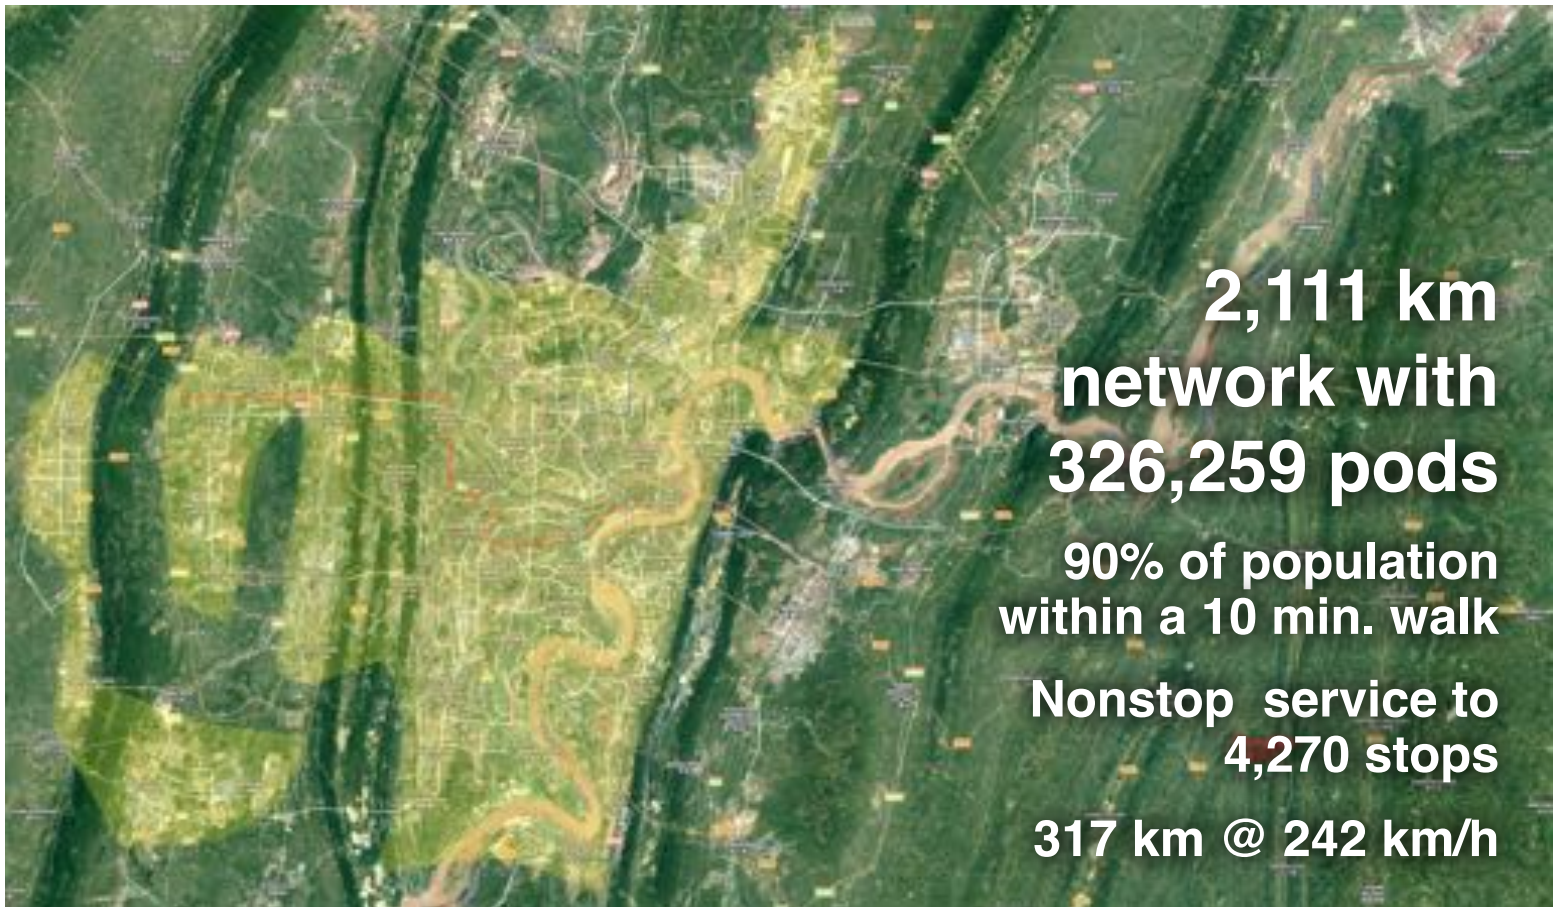 2,111 km
network with
326,259 pods
90% of population
within a 10 min. walk
Nonstop  service to
4,270 stops
317 km @ 242 km/h